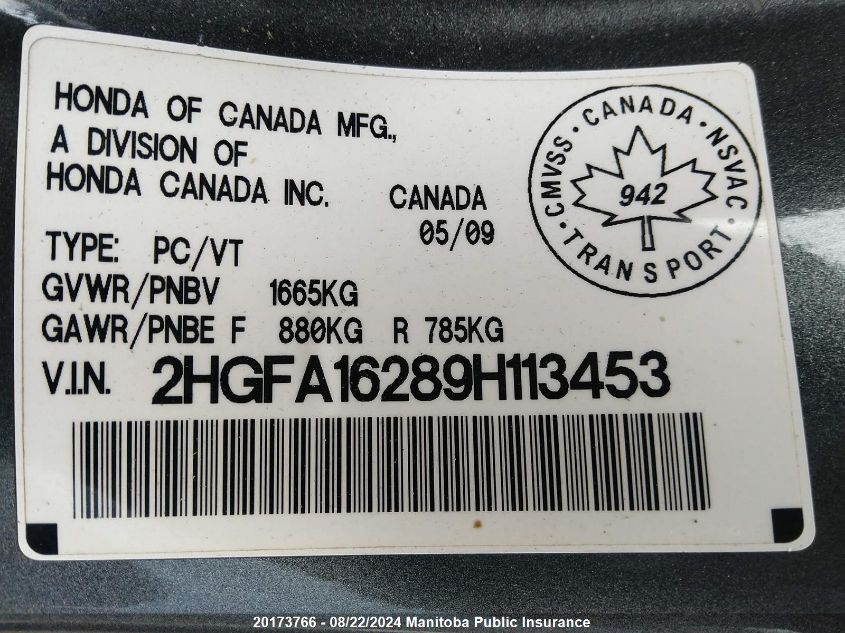 HONDA OF CANADA MFG.,
A DIVISION OF
HONDA CANADA INC.
CANADA
05/09
CMVSS · CANADA · NSVAC · TRANSPORT ·
942
TYPE: PC/VT
GVWR/PNBV 1665KG
GAWR/PNBE F 880KG R 785KG
V.I.N. 2HGFA16289H113453
20173766 - 08/22/2024 Manitoba Public Insurance